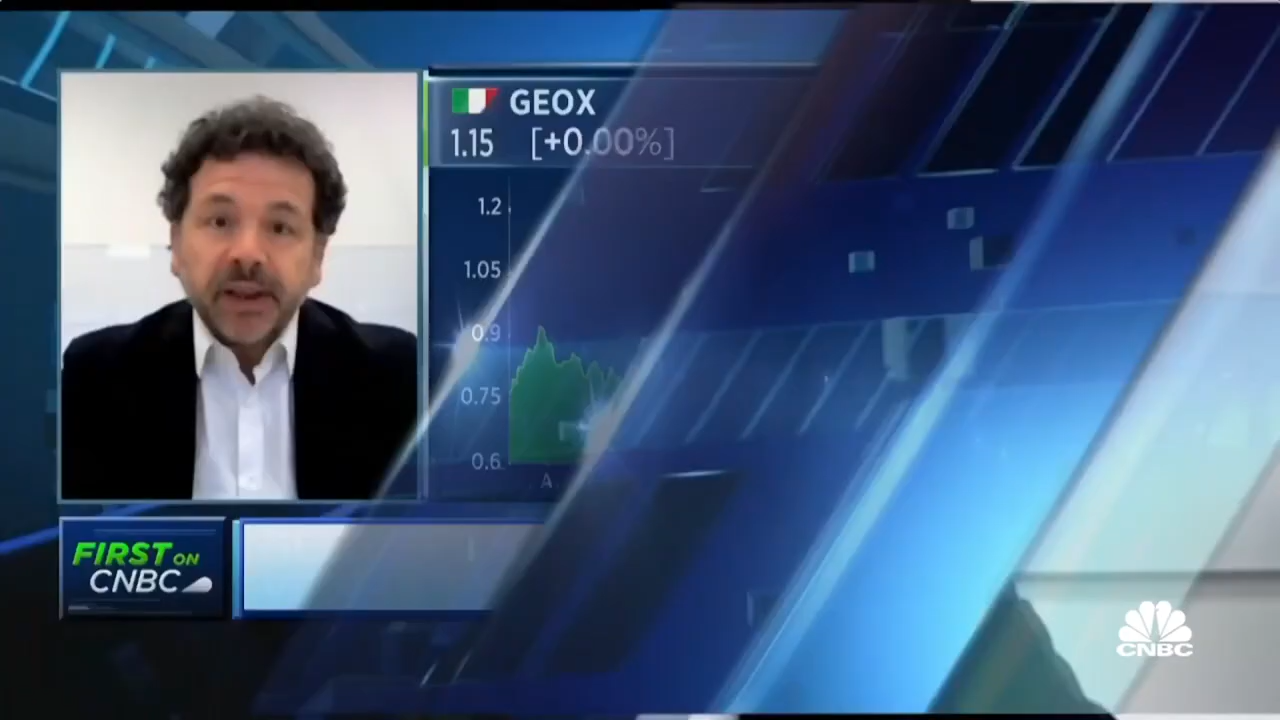 GEOX
1.15 [+0.00%]
1.2
1.05
0.9
0.75
0.6
A
FIRST ON
CNBC
CNBC